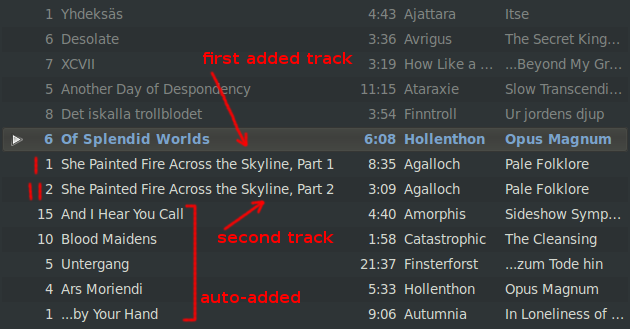 1 Yhdeksäs 4:43 Ajattara Itse
6 Desolate 3:36 Avrigus The Secret King...
7 XCVII 3:19 How Like a ... ...Beyond My Gr...
first added track
5 Another Day of Despondency 11:15 Ataraxie Slow Transcendi...
8 Det iskalla trollblodet 3:54 Finntroll Ur jordens djup
6 Of Splendid Worlds 6:08 Hollenthon Opus Magnum
I 1 She Painted Fire Across the Skyline, Part 1 8:35 Agalloch Pale Folklore
II 2 She Painted Fire Across the Skyline, Part 2 3:09 Agalloch Pale Folklore
15 And I Hear You Call 4:40 Amorphis Sideshow Symp...
second track
10 Blood Maidens 1:58 Catastrophic The Cleansing
5 Untergang 21:37 Finsterforst ...zum Tode hin
4 Ars Moriendi 5:33 Hollenthon Opus Magnum
auto-added
1 ...by Your Hand 9:06 Autumnia In Loneliness of ...